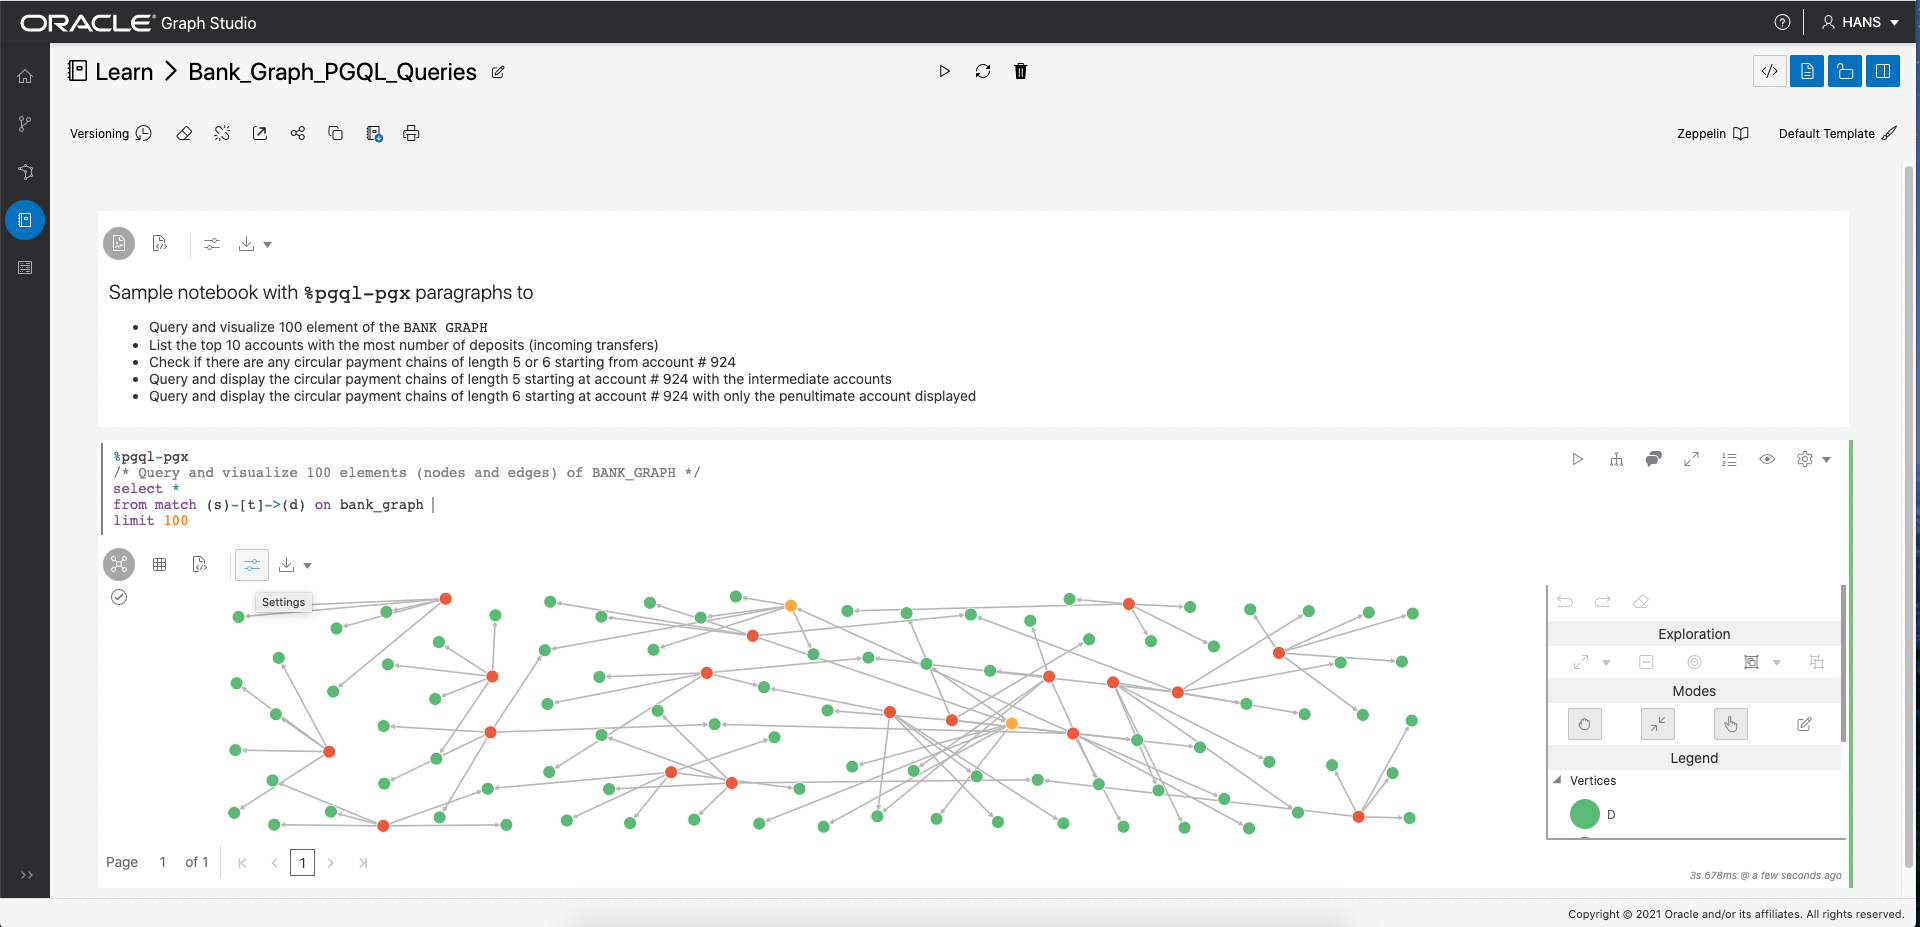 ORACLE Graph Studio
HANS
Learn > Bank_Graph_PGQL_Queries
</>
Versioning
Zeppelin
Default Template
Sample notebook with %pgql-pgx paragraphs to
• Query and visualize 100 element of the BANK GRAPH
• List the top 10 accounts with the most number of deposits (incoming transfers)
• Check if there are any circular payment chains of length 5 or 6 starting from account # 924
• Query and display the circular payment chains of length 5 starting at account # 924 with the intermediate accounts
• Query and display the circular payment chains of length 6 starting at account # 924 with only the penultimate account displayed
%pgql-pgx
/* Query and visualize 100 elements (nodes and edges) of BANK_GRAPH */
select *
from match (s)-[t]->(d) on bank_graph
limit 100
Settings
Exploration
Modes
Legend
Vertices
D
Page 1 of 1
1
3s 678ms @ a few seconds ago
Copyright © 2021 Oracle and/or its affiliates. All rights reserved.